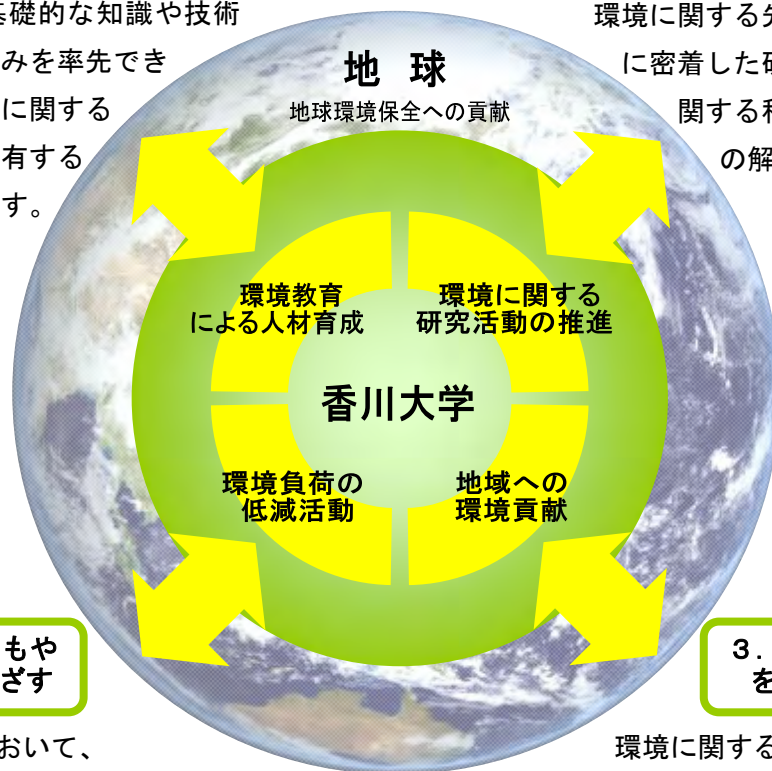 基礎的な知識や技術
みを率先でき
に関する
有する
す。
環境に関する
に密着した
関する
の解
地 球
地球環境保全への貢献
環境教育
による人材育成
環境に関する
研究活動の推進
香川大学
環境負荷の
低減活動
地域への
環境貢献
もや
ざす
おいて、
3.
を
環境に関する